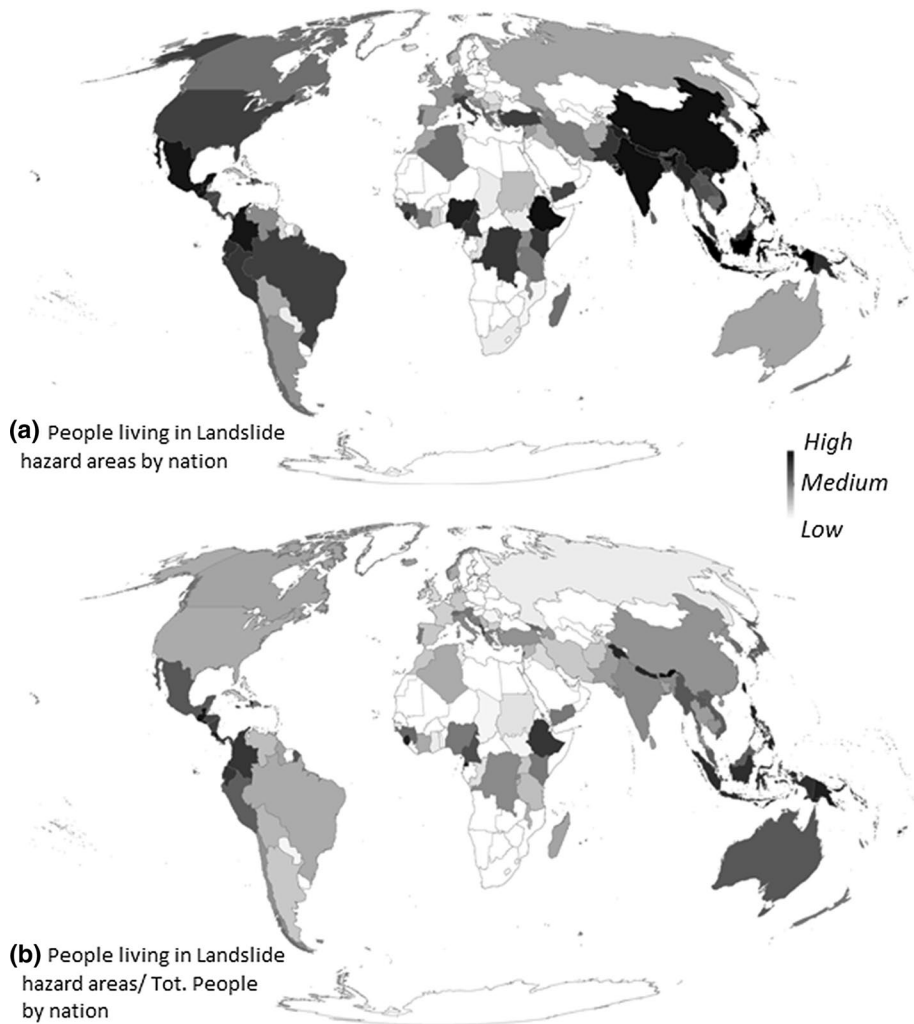 (a) People living in Landslide
hazard areas by nation
High
Medium
Low
(b) People living in Landslide
hazard areas/ Tot. People
by nation